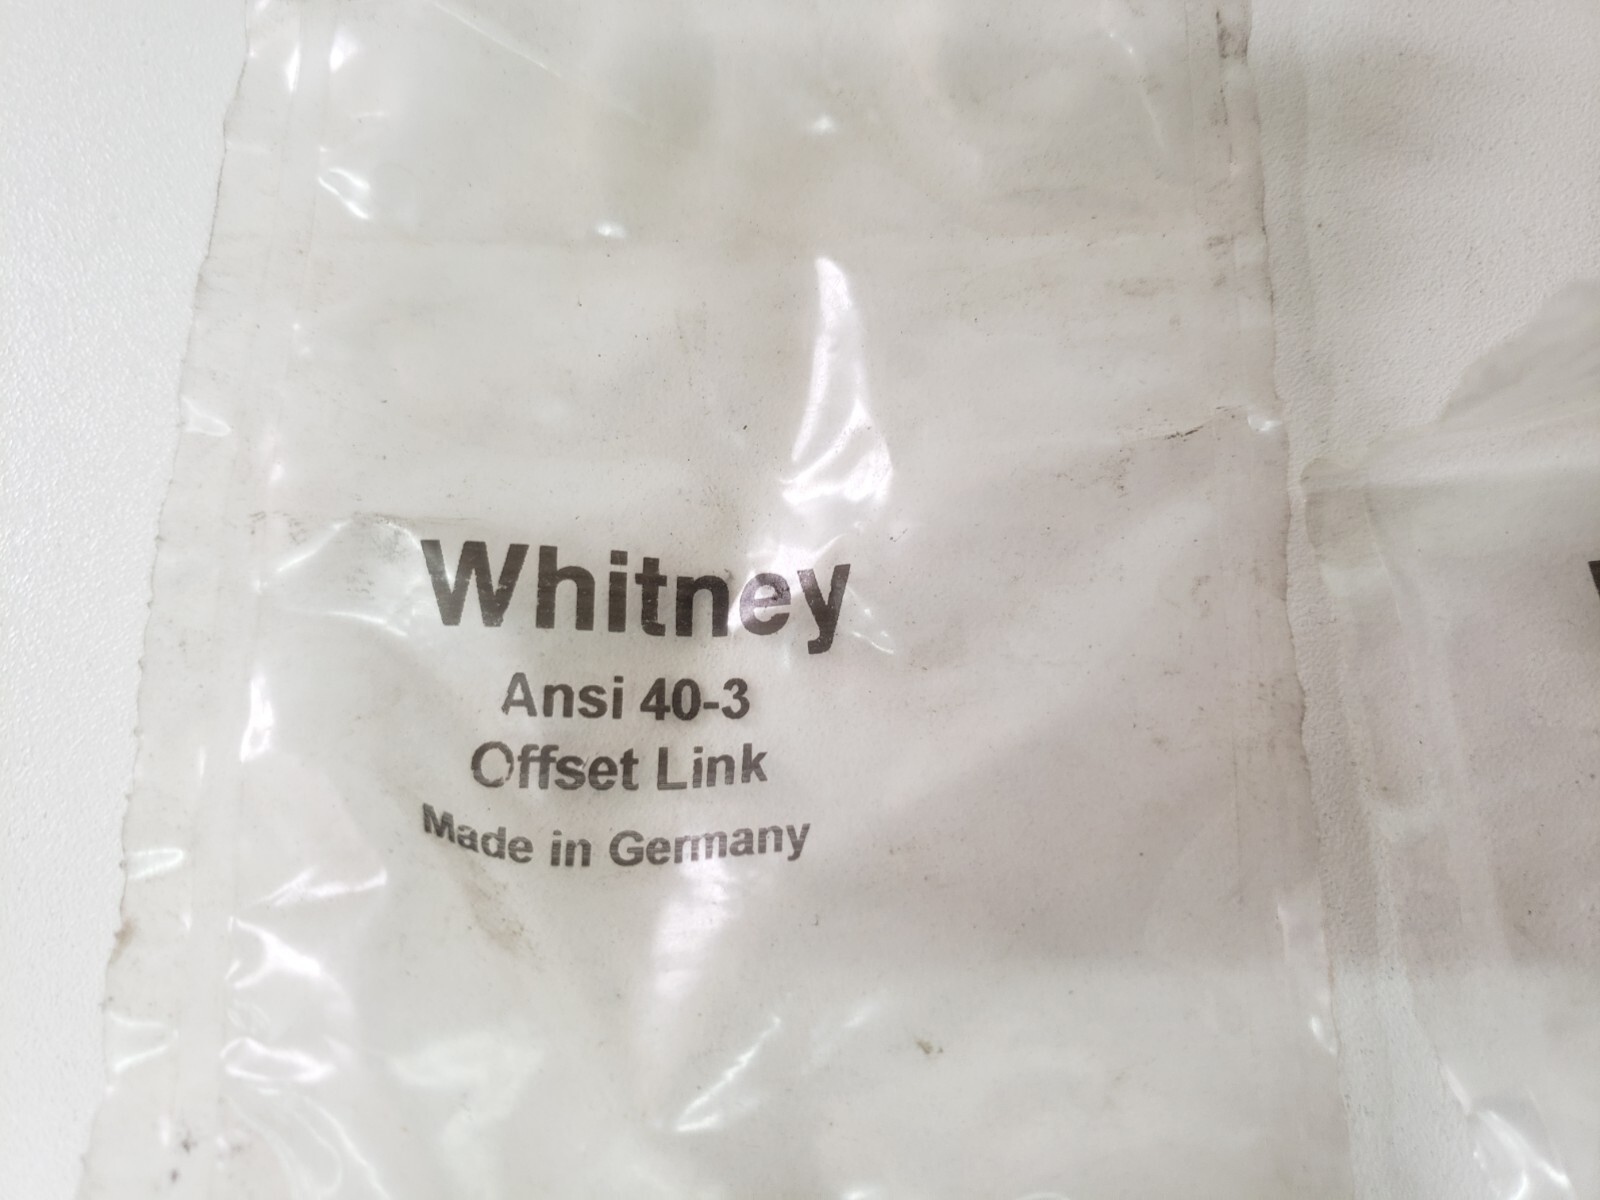 Whitney
Ansi 40-3
Offset Link
Made in Germany